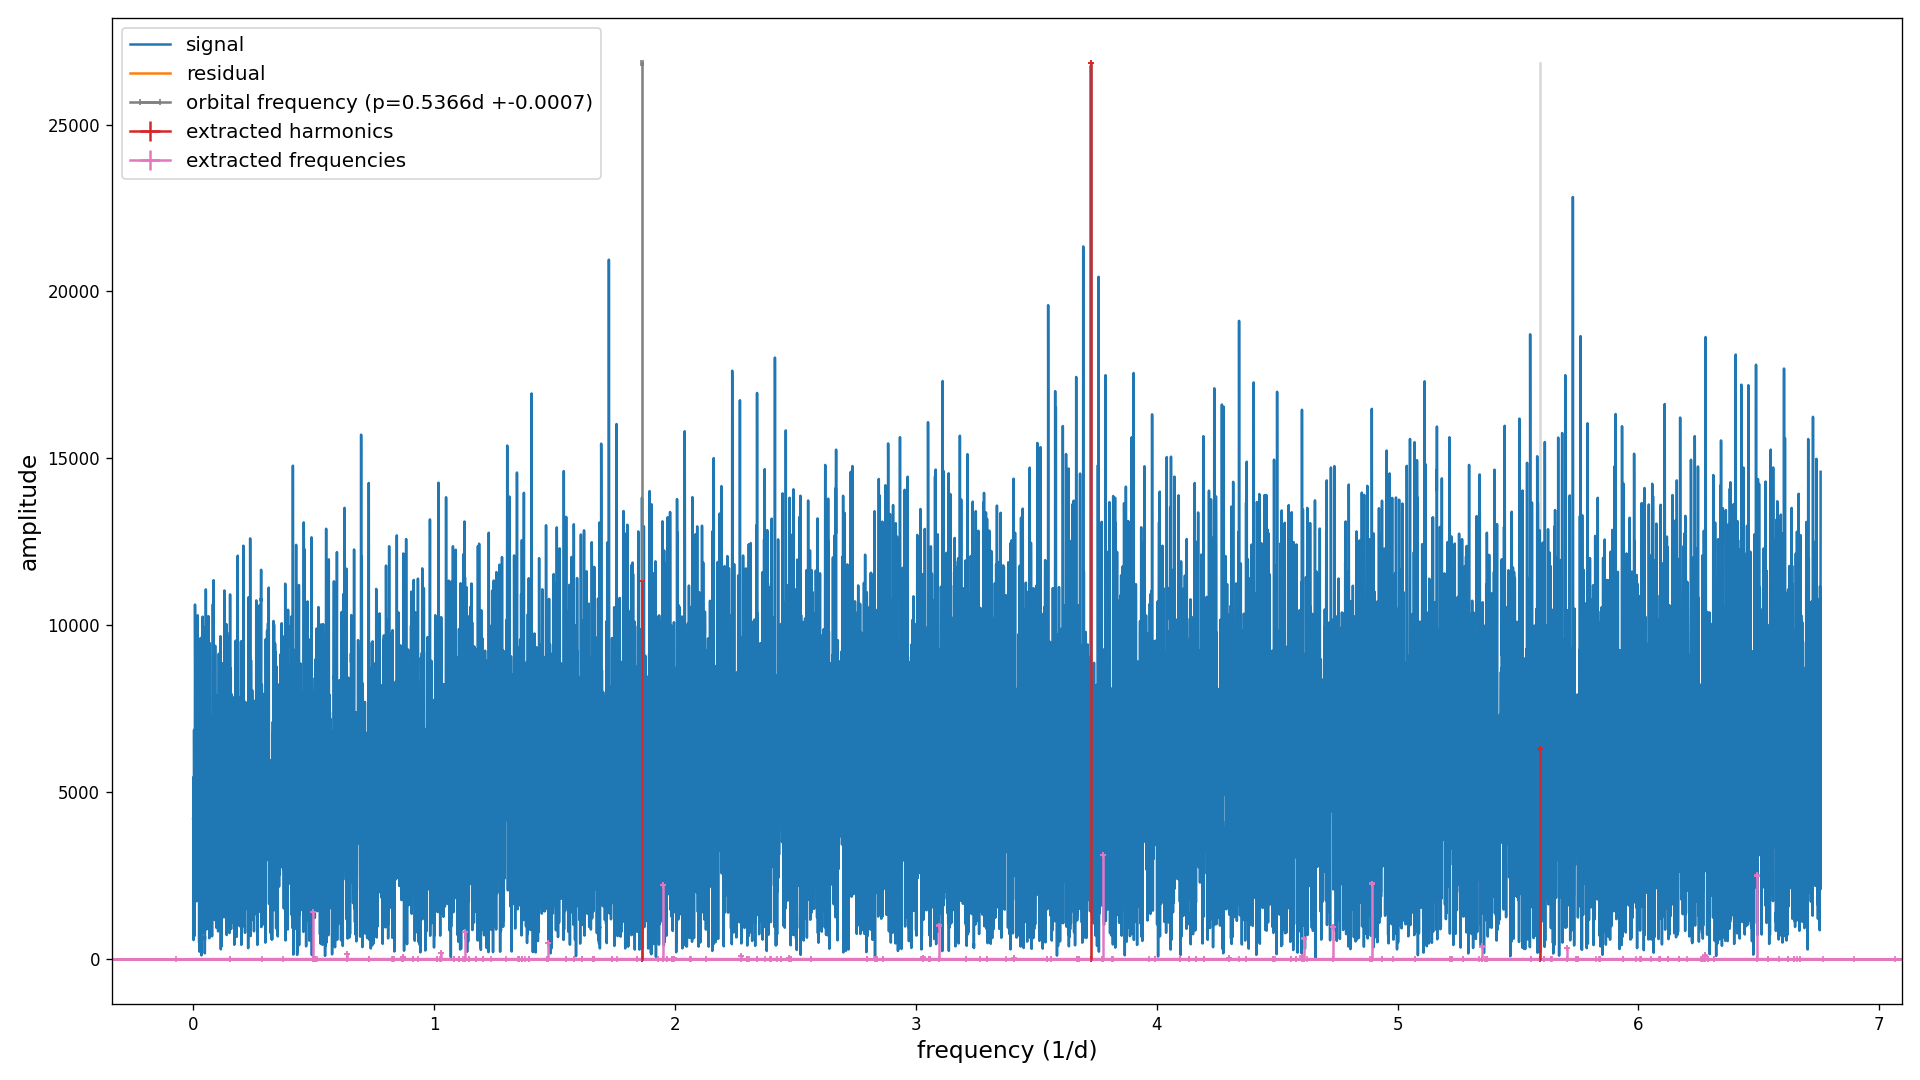 signal
residual
orbital frequency (p=0.5366d +-0.0007)
extracted harmonics
extracted frequencies
25000
20000
15000
10000
5000
0
amplitude
0 1 2 3 4 5 6 7
frequency (1/d)